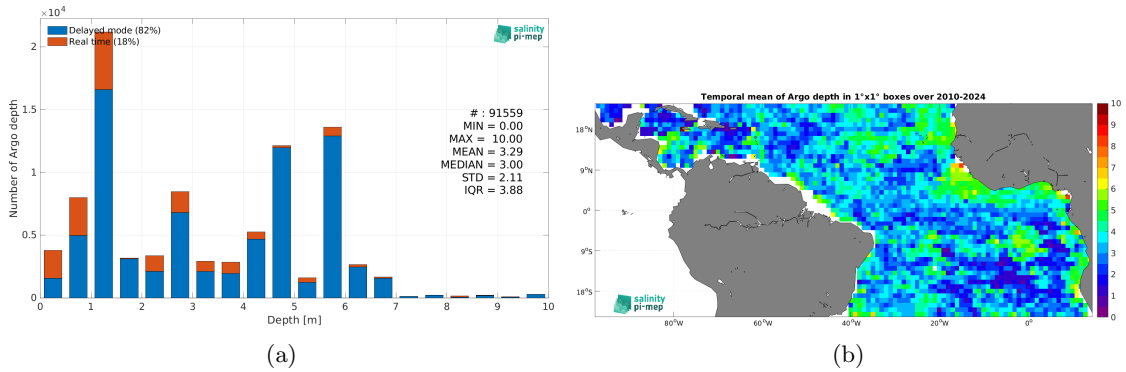 ×10⁴
Delayed mode (82%)
Real time (18%)
salinity
pi-mep
Number of Argo depth
2
1.5
1
0.5
0
# : 91559
MIN = 0.00
MAX = 10.00
MEAN = 3.29
MEDIAN = 3.00
STD = 2.11
IQR = 3.88
0 1 2 3 4 5 6 7 8 9 10
Depth [m]
(a)
Temporal mean of Argo depth in 1°x1° boxes over 2010-2024
18°N
9°N
0°
9°S
18°S
80°W 60°W 40°W 20°W 0°
10
9
8
7
6
5
4
3
2
1
0
salinity
pi-mep
(b)